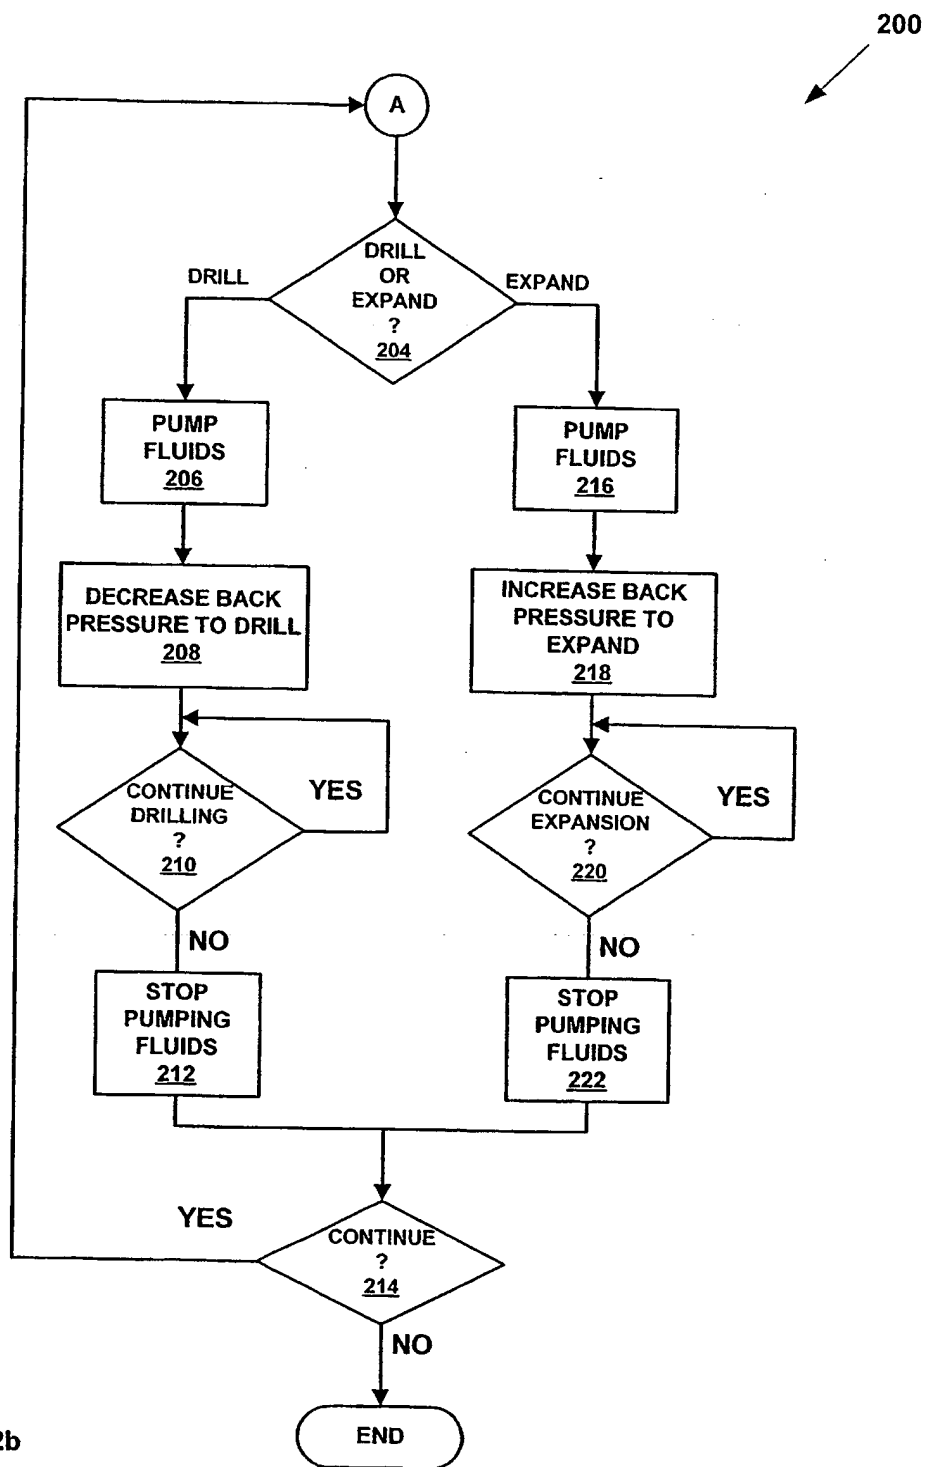 200
A
DRILL
OR
EXPAND
?
204
DRILL
EXPAND
PUMP
FLUIDS
206
PUMP
FLUIDS
216
DECREASE BACK
PRESSURE TO DRILL
208
INCREASE BACK
PRESSURE TO
EXPAND
218
CONTINUE
DRILLING
?
210
YES
CONTINUE
EXPANSION
?
220
YES
NO
NO
STOP
PUMPING
FLUIDS
212
STOP
PUMPING
FLUIDS
222
YES
CONTINUE
?
214
NO
END
2b